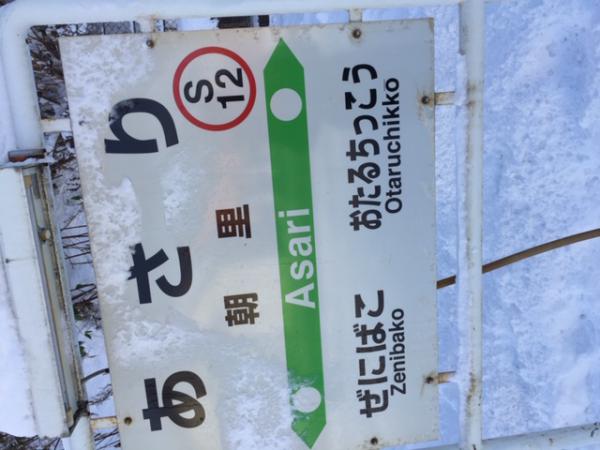 あさり
S
12
朝里
Asari
ぜにばこ
Zenibako
おたるちっこう
Otaruchikko